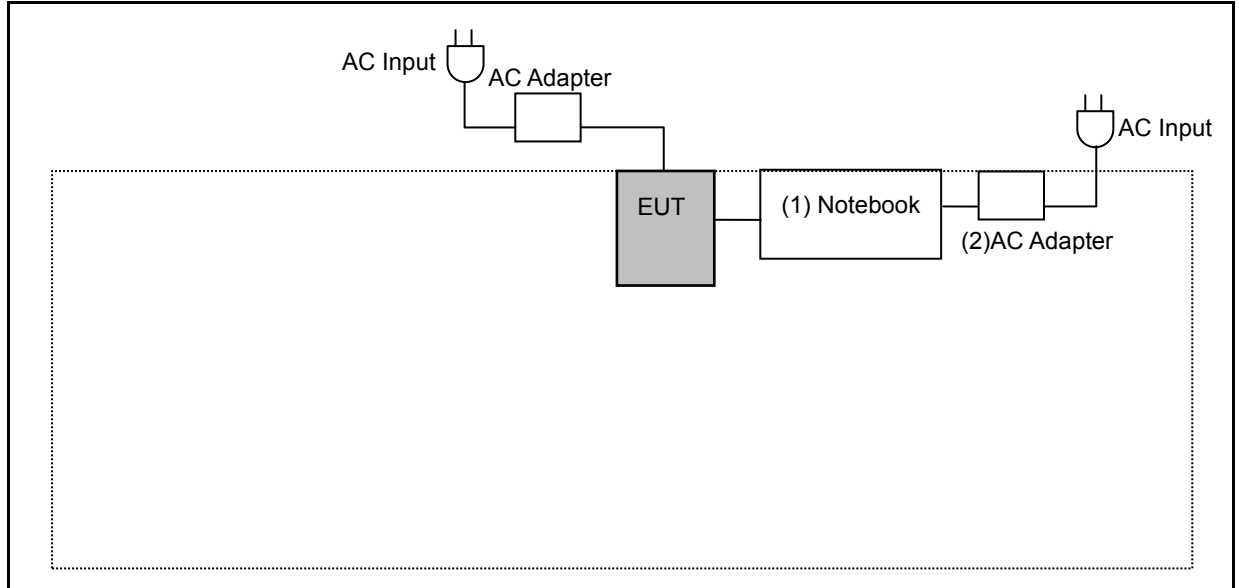 AC Input
AC Adapter
AC Input
EUT
(1) Notebook
(2)AC Adapter